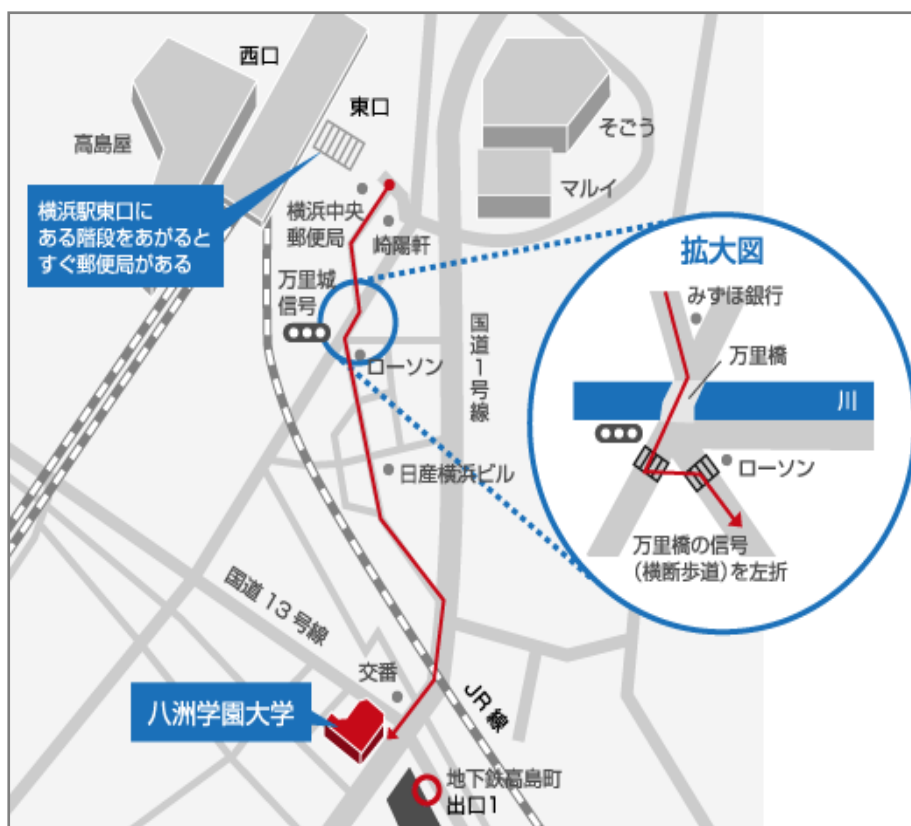 西口
東口
高島屋
そごう
マルイ
横浜駅東口に
ある階段をあがると
すぐ郵便局がある
横浜中央
郵便局
崎陽軒
万里城
信号
ローソン
国道1号線
日産横浜ビル
国道13号線
交番
JR線
八洲学園大学
地下鉄高島町
出口1
拡大図
みずほ銀行
万里橋
川
ローソン
万里橋の信号
(横断歩道)を左折